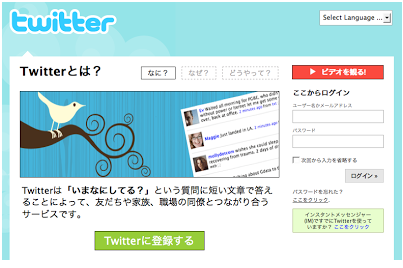 twitter
Select Language ...
Twitterとは？
なに？
なぜ？
どうやって？
Twitterは「いまなにしてる？」という質問に短い文章で答え
ることによって、友だちや家族、職場の同僚とつながり合う
サービスです。
Twitterに登録する
ビデオを観る!
ここからログイン
ユーザー名かメールアドレス
パスワード
次回から入力を省略する
ログイン »
パスワードを忘れた？
ここをクリック.
インスタントメッセンジャー
(IM)ですでにTwitterを使って
いますか？ ここをクリック